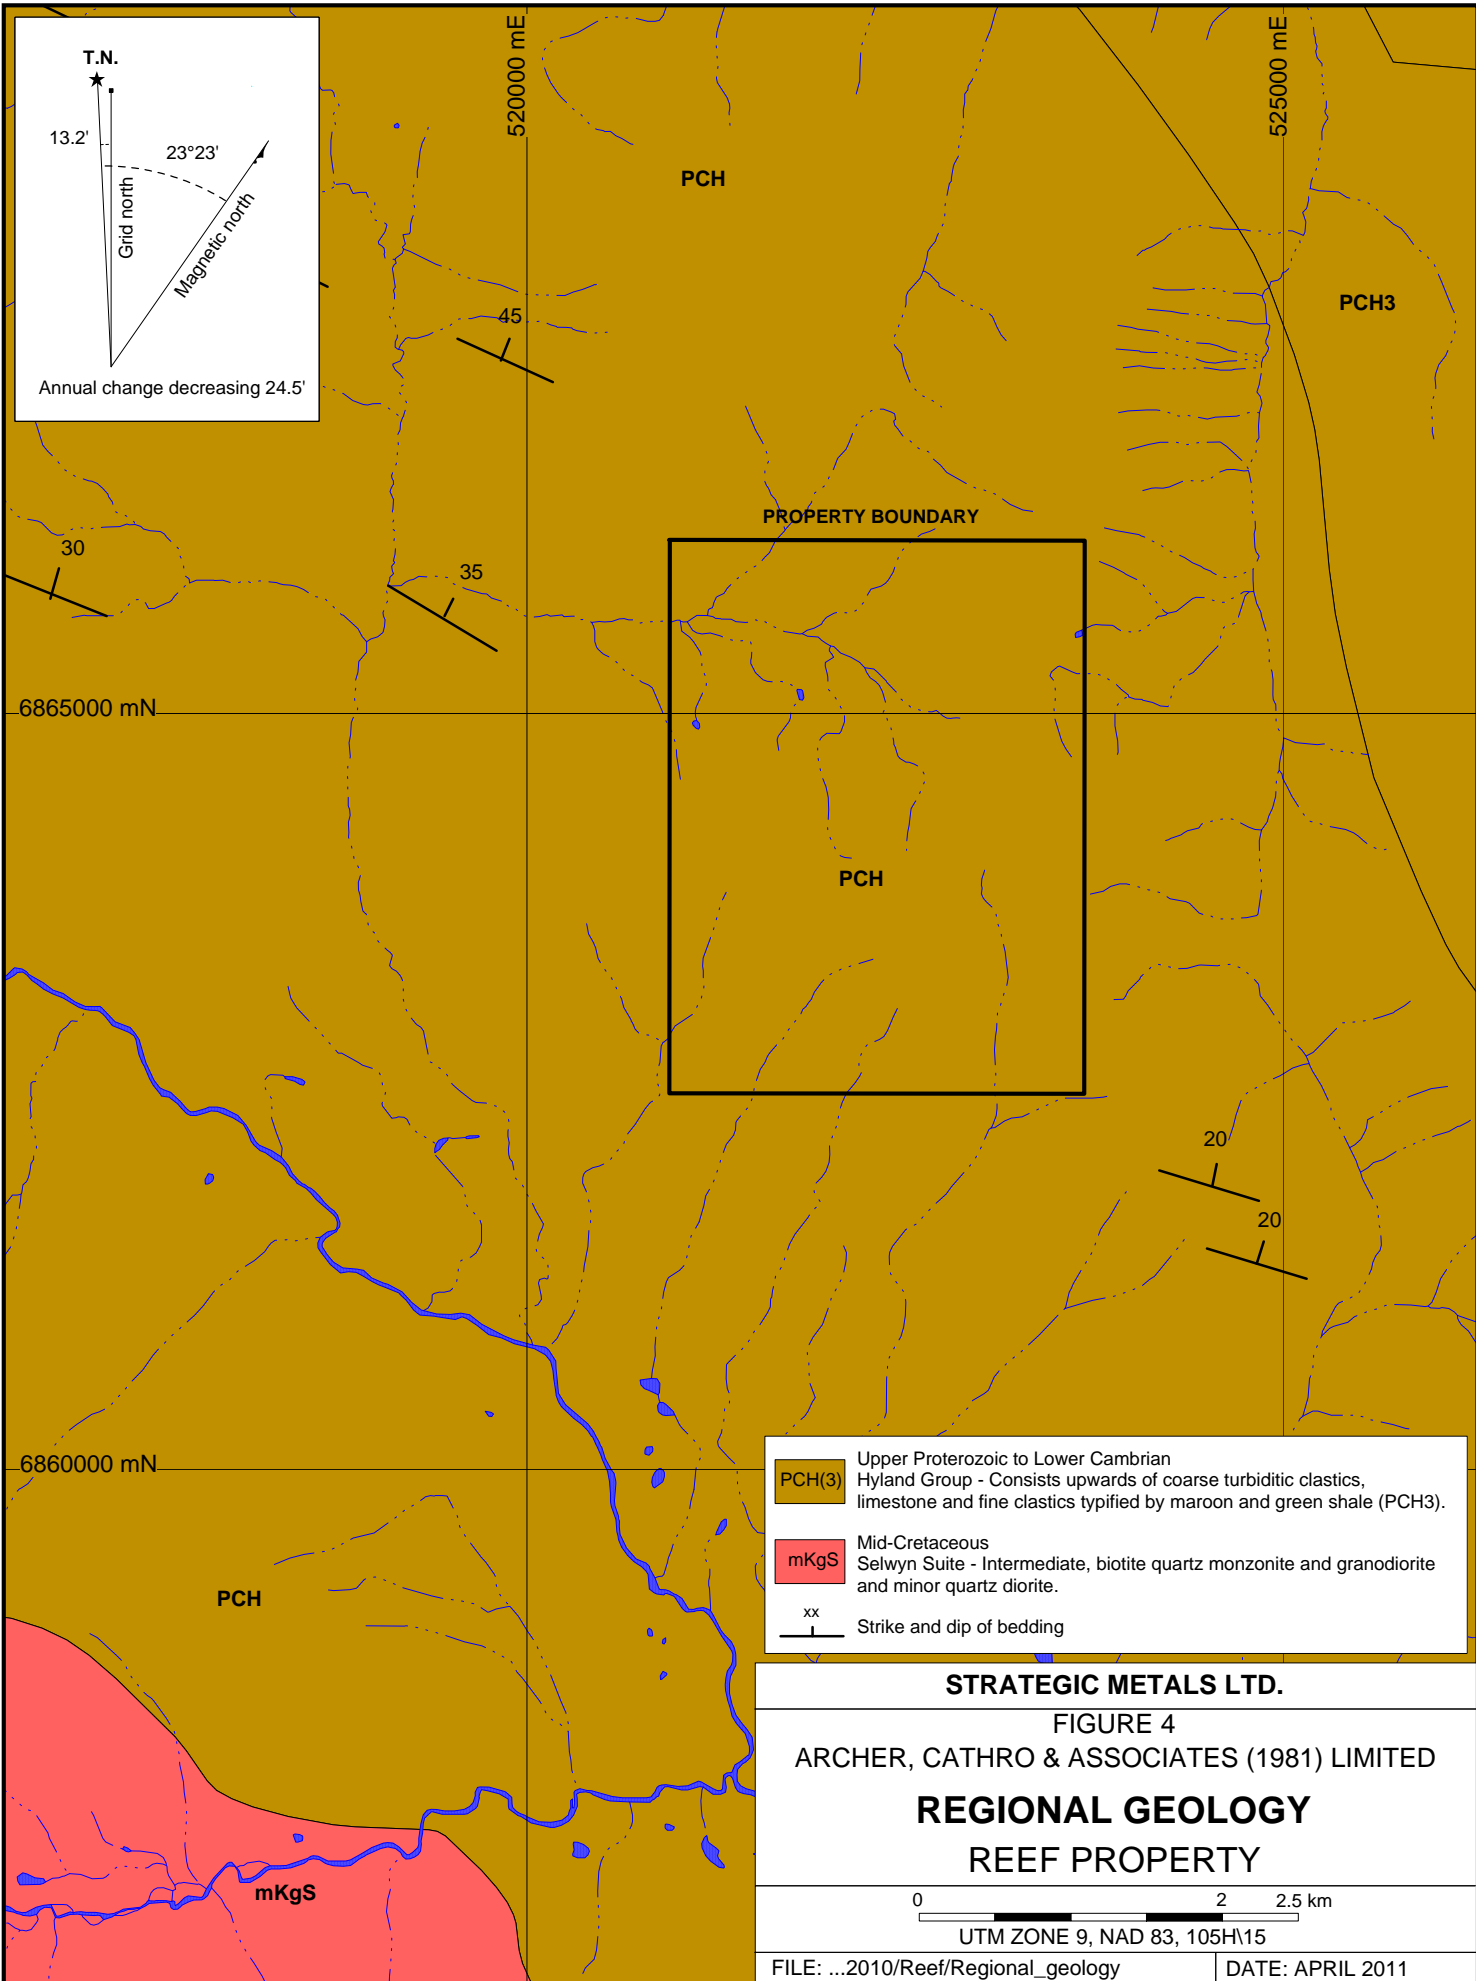 T.N.
13.2'
23°23'
Grid north
Magnetic north
Annual change decreasing 24.5'
520000 mE
525000 mE
PCH
PCH3
45
PROPERTY BOUNDARY
30
35
6865000 mN
PCH
20
20
6860000 mN
PCH
mKgS
PCH(3)
Upper Proterozoic to Lower Cambrian
Hyland Group - Consists upwards of coarse turbiditic clastics,
limestone and fine clastics typified by maroon and green shale (PCH3).
mKgS
Mid-Cretaceous
Selwyn Suite - Intermediate, biotite quartz monzonite and granodiorite
and minor quartz diorite.
xx
Strike and dip of bedding
STRATEGIC METALS LTD.
FIGURE 4
ARCHER, CATHRO & ASSOCIATES (1981) LIMITED
REGIONAL GEOLOGY
REEF PROPERTY
0 2 2.5 km
UTM ZONE 9, NAD 83, 105H\15
FILE: ...2010/Reef/Regional_geology
DATE: APRIL 2011